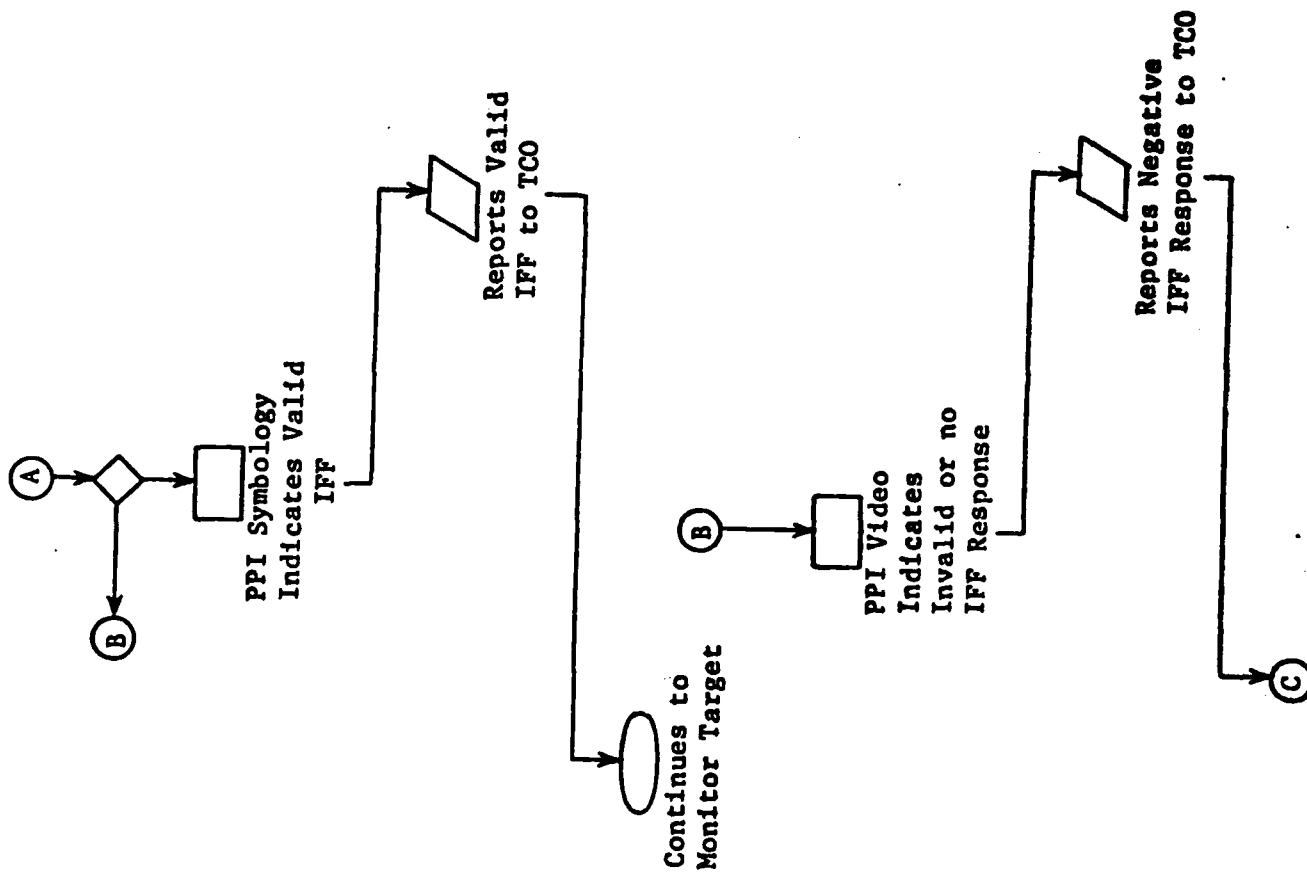 A
B
PPI Symbology
Indicates Valid
IFF
Reports Valid
IFF to TCO
Continues to
Monitor Target
B
PPI Video
Indicates
Invalid or no
IFF Response
Reports Negative
IFF Response to TCO
C